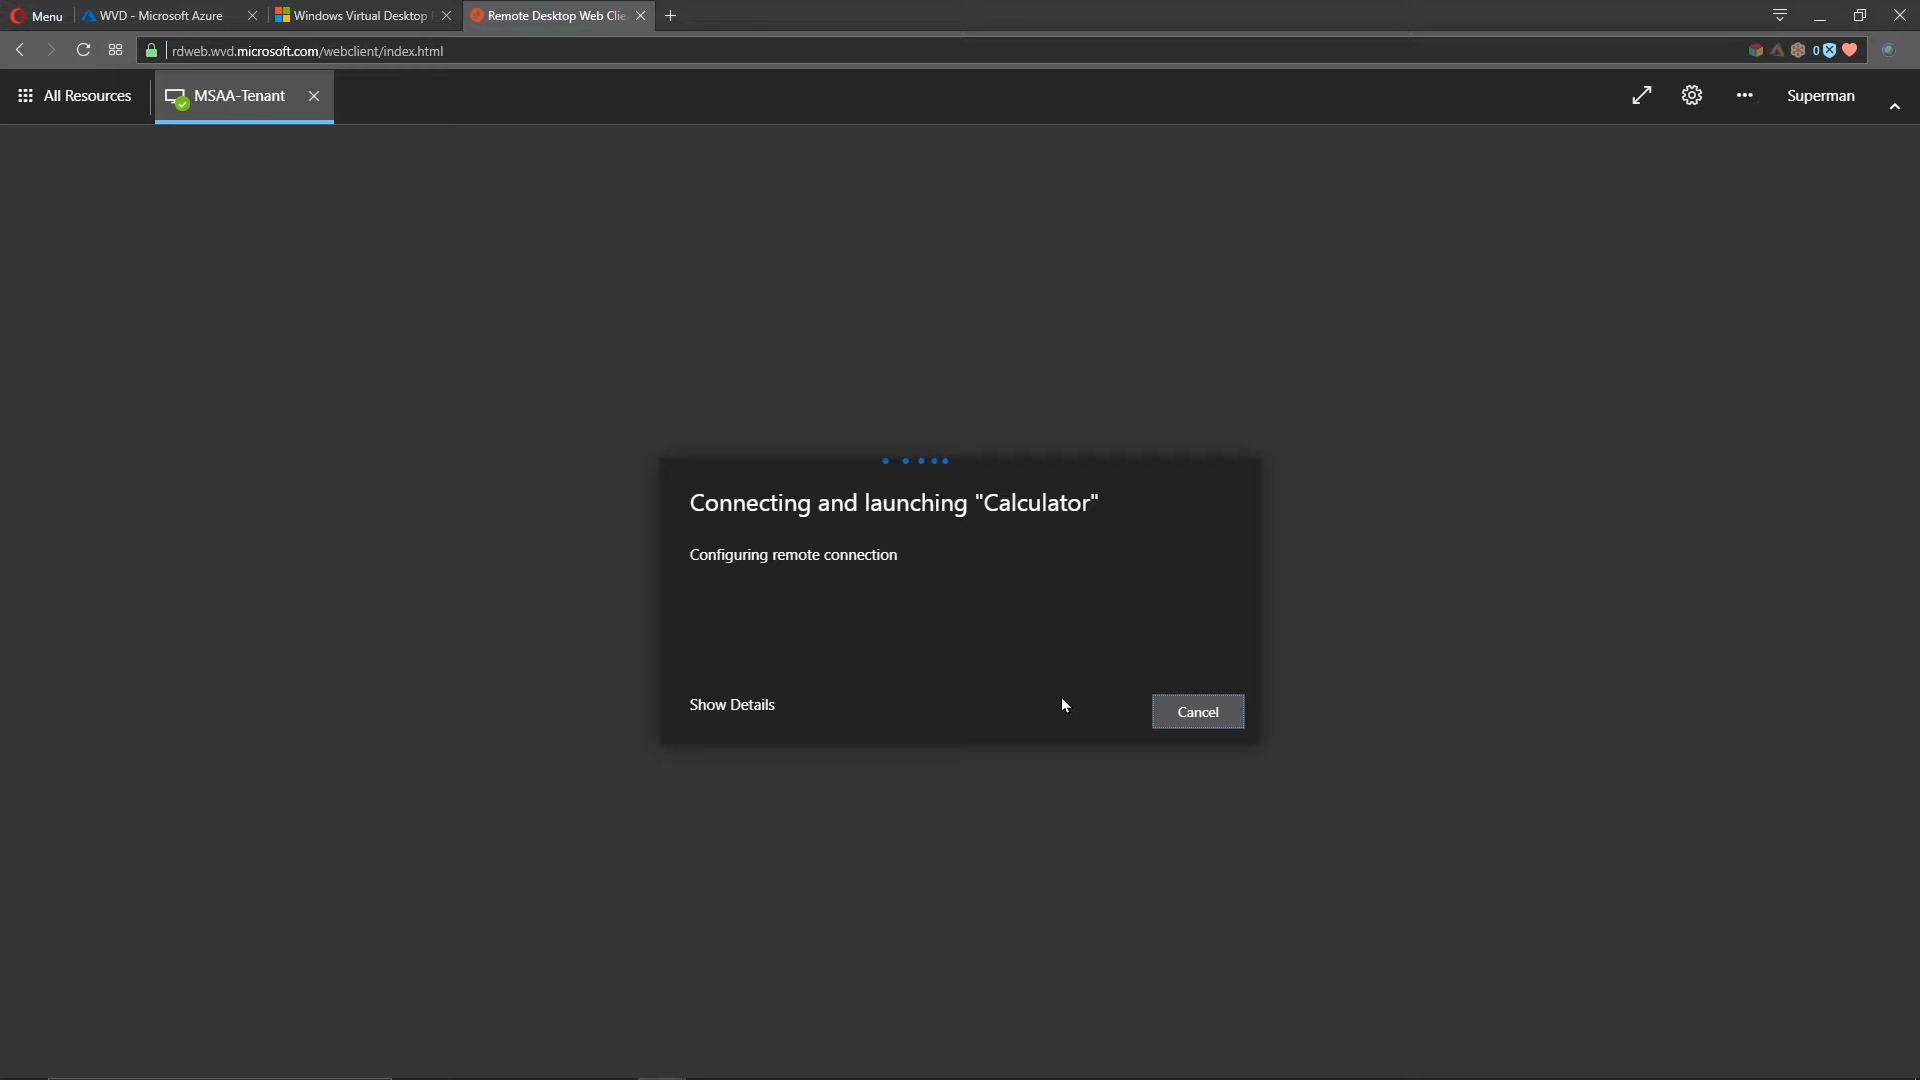 Menu
WVD - Microsoft Azure
Windows Virtual Desktop
Remote Desktop Web Clie
rdweb.wvd.microsoft.com/webclient/index.html
0
All Resources
MSAA-Tenant
Superman
Connecting and launching "Calculator"
Configuring remote connection
Show Details
Cancel